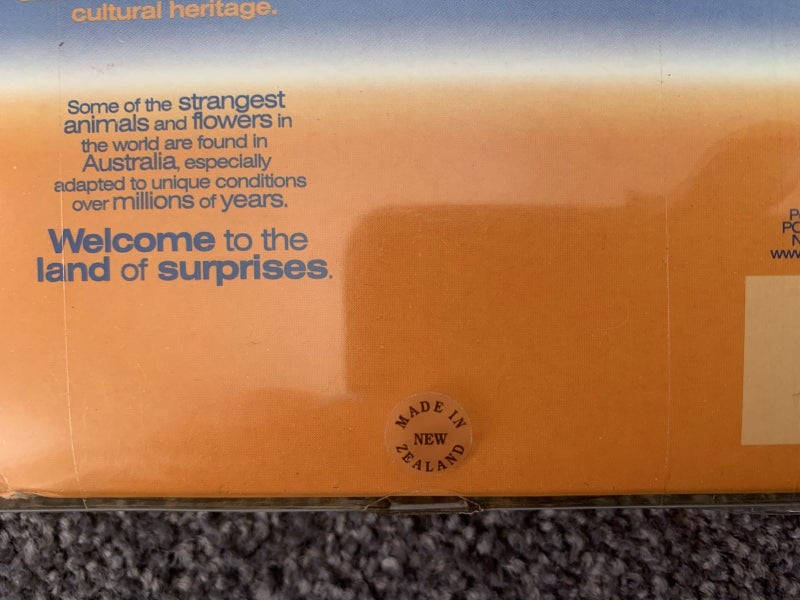 cultural heritage.
Some of the strangest
animals and flowers in
the world are found in
Australia, especially
adapted to unique conditions
over millions of years.
Welcome to the
land of surprises.
MADE IN
NEW
ZEALAND
www